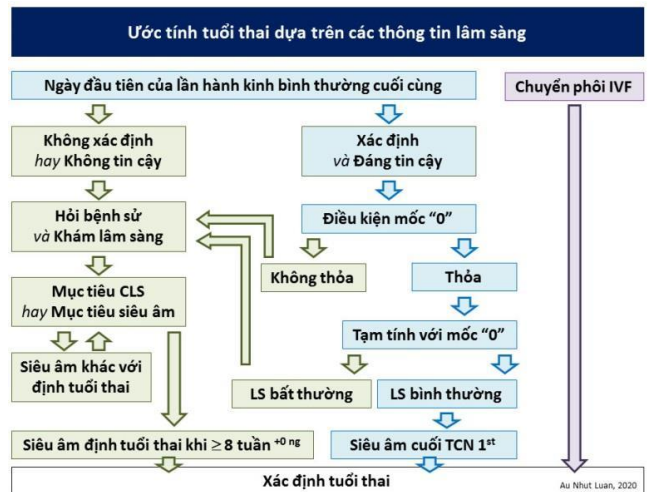 Ước tính tuổi thai dựa trên các thông tin lâm sàng
Ngày đầu tiên của lần hành kinh bình thường cuối cùng
Chuyển phôi IVF
Không xác định
hay Không tin cậy
Xác định
và Đáng tin cậy
Hỏi bệnh sử
và Khám lâm sàng
Điều kiện mốc “0”
Không thỏa
Thỏa
Mục tiêu CLS
hay Mục tiêu siêu âm
Tạm tính với mốc “0”
Siêu âm khác với
định tuổi thai
LS bất thường
LS bình thường
Siêu âm định tuổi thai khi ≥ 8 tuần +0 ng
Siêu âm cuối TCN 1st
Xác định tuổi thai
Au Nhut Luan, 2020